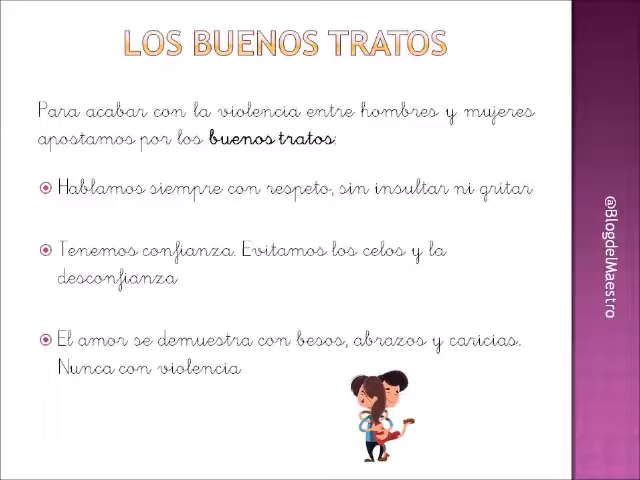 LOS BUENOS TRATOS
Para acabar con la violencia entre hombres y mujeres
apostamos por los buenos tratos:
Hablamos siempre con respeto, sin insultar ni gritar
Tenemos confianza. Evitamos los celos y la
desconfianza
El amor se demuestra con besos, abrazos y caricias.
Nunca con violencia
@BlogdelMaestro